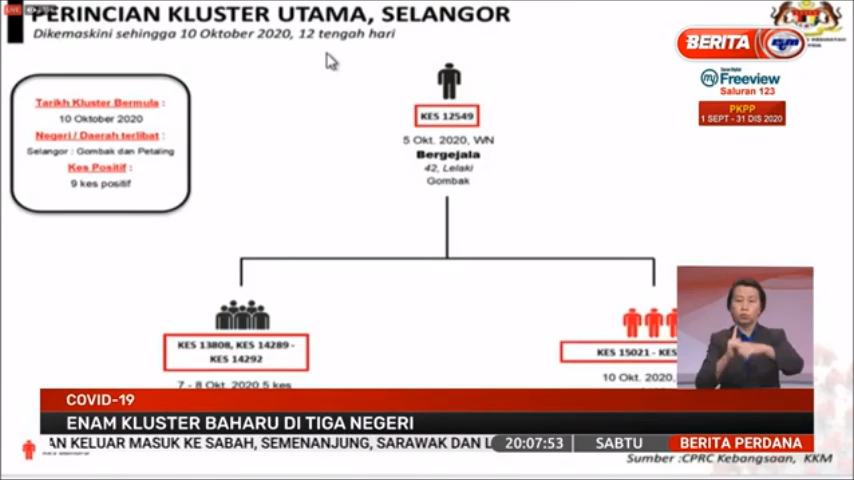 LIVE
PERINCIAN KLUSTER UTAMA, SELANGOR
Dikemaskini sehingga 10 Oktober 2020, 12 tengah hari
BERITA
Freeview
Saluran 123
PKPP
1 SEPT - 31 DIS 2020
Tarikh Kluster Bermula :
10 Oktober 2020
Negeri / Daerah terlibat :
Selangor : Gombak dan Petaling
Kes Positif :
9 kes positif
KES 12549
5 Okt. 2020, WN
Bergejala
42, Lelaki
Gombak
KES 13808, KES 14289 -
KES 14292
7 - 8 Okt. 2020 5 kes
KES 15021 - KES
10 Okt. 2020,
COVID-19
ENAM KLUSTER BAHARU DI TIGA NEGERI
AN KELUAR MASUK KE SABAH, SEMENANJUNG, SARAWAK DAN L
20:07:53
SABTU
BERITA PERDANA
Sumber :CPRC Kebangsaan, KKM